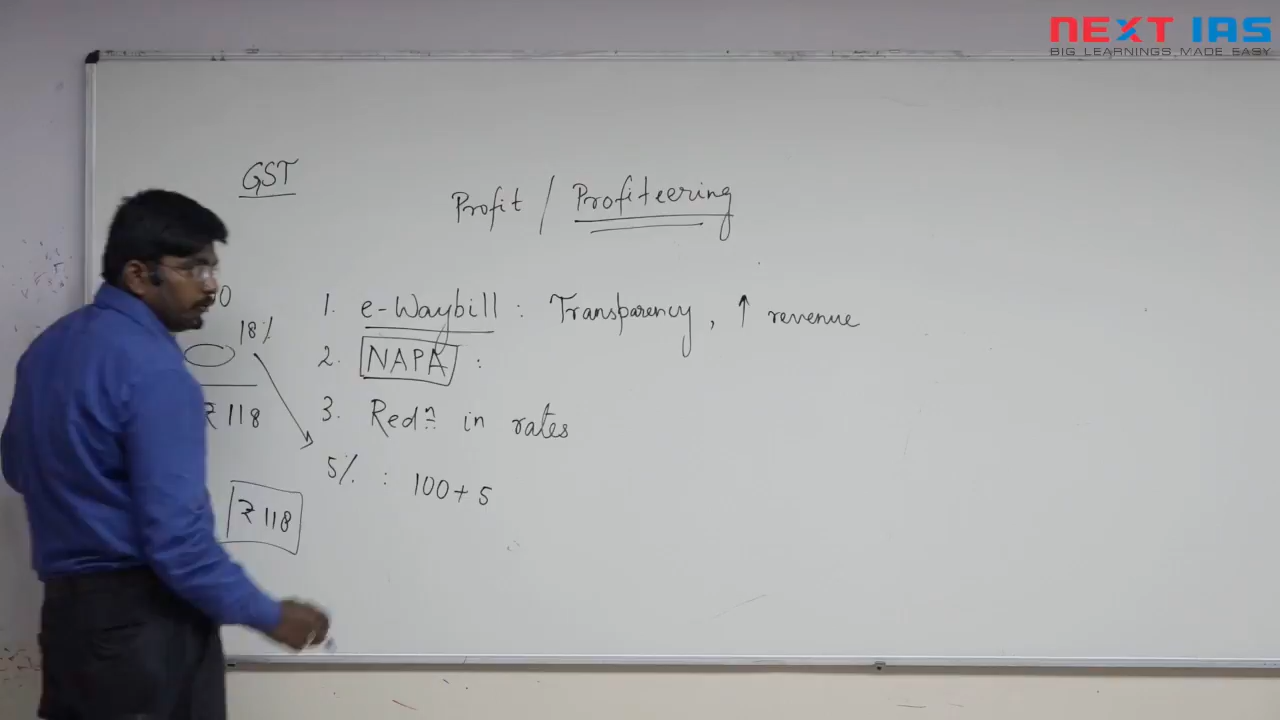 NEXT IAS
BIG LEARNINGS MADE EASY
GST
Profit / Profiteering
1. e-Waybill : Transparency, ↑ revenue
18%
2. NAPA :
₹ 118
3. Redⁿ in rates
5% : 100 + 5
₹ 118